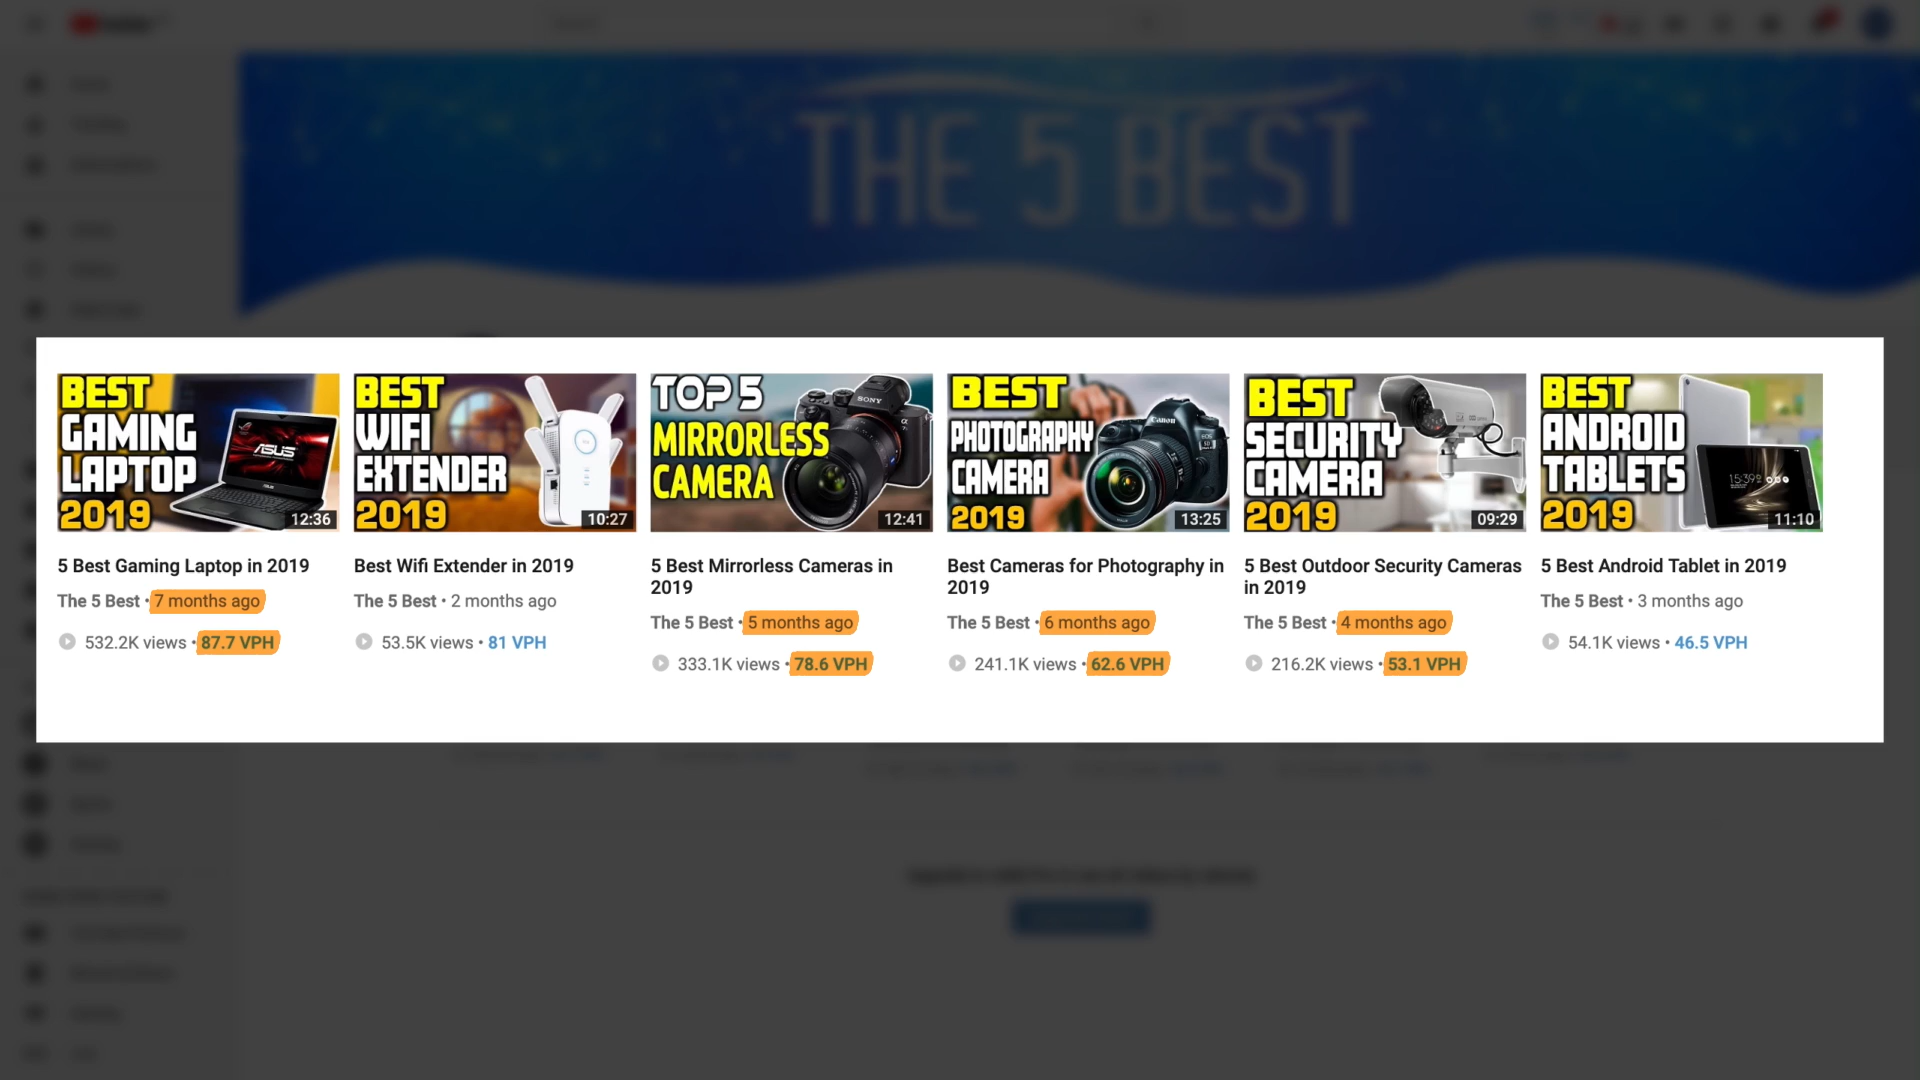 THE 5 BEST
BEST
GAMING
LAPTOP
2019
ASUS
12:36
5 Best Gaming Laptop in 2019
The 5 Best • 7 months ago
532.2K views • 87.7 VPH
BEST
WIFI
EXTENDER
2019
10:27
Best Wifi Extender in 2019
The 5 Best • 2 months ago
53.5K views • 81 VPH
TOP 5
MIRRORLESS
CAMERA
SONY
12:41
5 Best Mirrorless Cameras in
2019
The 5 Best • 5 months ago
333.1K views • 78.6 VPH
BEST
PHOTOGRAPHY
CAMERA
2019
Canon
13:25
Best Cameras for Photography in
2019
The 5 Best • 6 months ago
241.1K views • 62.6 VPH
BEST
SECURITY
CAMERA
2019
09:29
5 Best Outdoor Security Cameras
in 2019
The 5 Best • 4 months ago
216.2K views • 53.1 VPH
BEST
ANDROID
TABLETS
2019
11:10
5 Best Android Tablet in 2019
The 5 Best • 3 months ago
54.1K views • 46.5 VPH